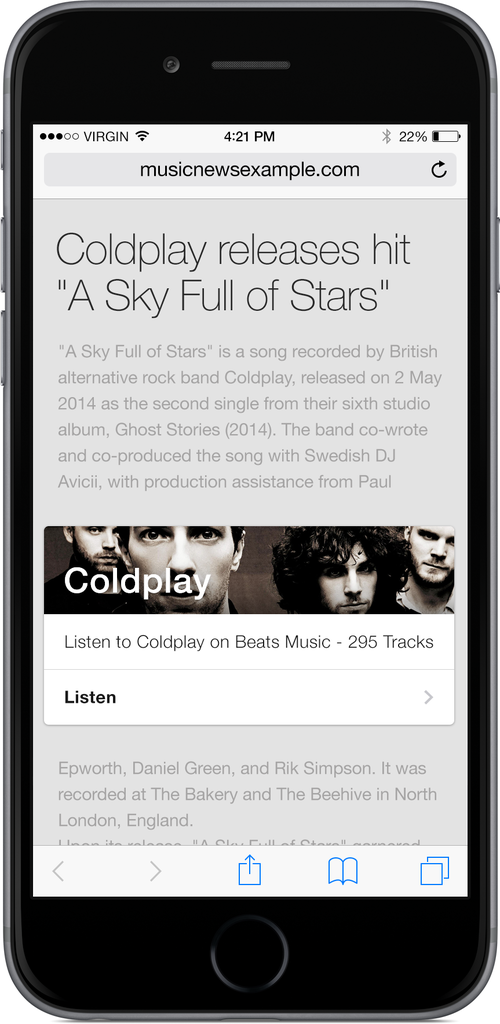 VIRGIN 4:21 PM 22%
musicnewsexample.com
Coldplay releases hit
"A Sky Full of Stars"
"A Sky Full of Stars" is a song recorded by British
alternative rock band Coldplay, released on 2 May
2014 as the second single from their sixth studio
album, Ghost Stories (2014). The band co-wrote
and co-produced the song with Swedish DJ
Avicii, with production assistance from Paul
Coldplay
Listen to Coldplay on Beats Music - 295 Tracks
Listen
Epworth, Daniel Green, and Rik Simpson. It was
recorded at The Bakery and The Beehive in North
London, England.
Upon its release, "A Sky Full of Stars" garnered